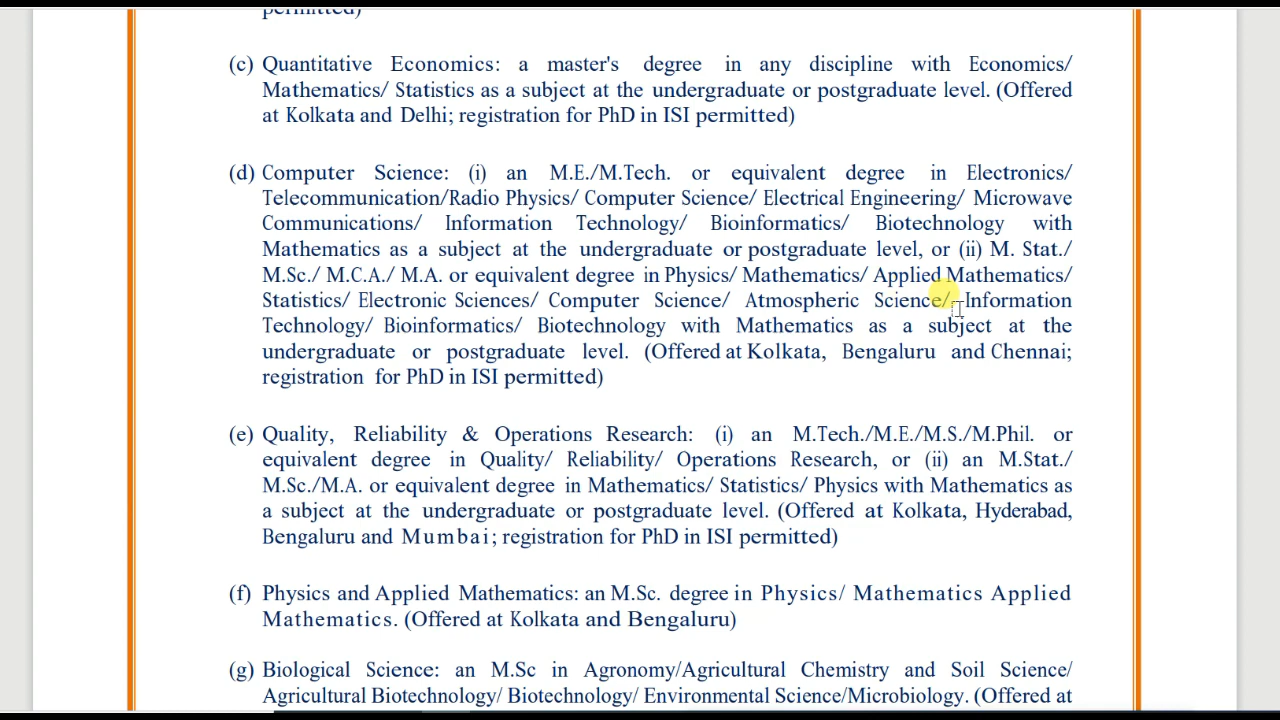 permitted)
(c) Quantitative Economics: a master's degree in any discipline with Economics/
Mathematics/ Statistics as a subject at the undergraduate or postgraduate level. (Offered
at Kolkata and Delhi; registration for PhD in ISI permitted)
(d) Computer Science: (i) an M.E./M.Tech. or equivalent degree in Electronics/
Telecommunication/Radio Physics/ Computer Science/ Electrical Engineering/ Microwave
Communications/ Information Technology/ Bioinformatics/ Biotechnology with
Mathematics as a subject at the undergraduate or postgraduate level, or (ii) M. Stat./
M.Sc./ M.C.A./ M.A. or equivalent degree in Physics/ Mathematics/ Applied Mathematics/
Statistics/ Electronic Sciences/ Computer Science/ Atmospheric Science/ Information
Technology/ Bioinformatics/ Biotechnology with Mathematics as a subject at the
undergraduate or postgraduate level. (Offered at Kolkata, Bengaluru and Chennai;
registration for PhD in ISI permitted)
(e) Quality, Reliability & Operations Research: (i) an M.Tech./M.E./M.S./M.Phil. or
equivalent degree in Quality/ Reliability/ Operations Research, or (ii) an M.Stat./
M.Sc./M.A. or equivalent degree in Mathematics/ Statistics/ Physics with Mathematics as
a subject at the undergraduate or postgraduate level. (Offered at Kolkata, Hyderabad,
Bengaluru and Mumbai; registration for PhD in ISI permitted)
(f) Physics and Applied Mathematics: an M.Sc. degree in Physics/ Mathematics Applied
Mathematics. (Offered at Kolkata and Bengaluru)
(g) Biological Science: an M.Sc in Agronomy/Agricultural Chemistry and Soil Science/
Agricultural Biotechnology/ Biotechnology/ Environmental Science/Microbiology. (Offered at